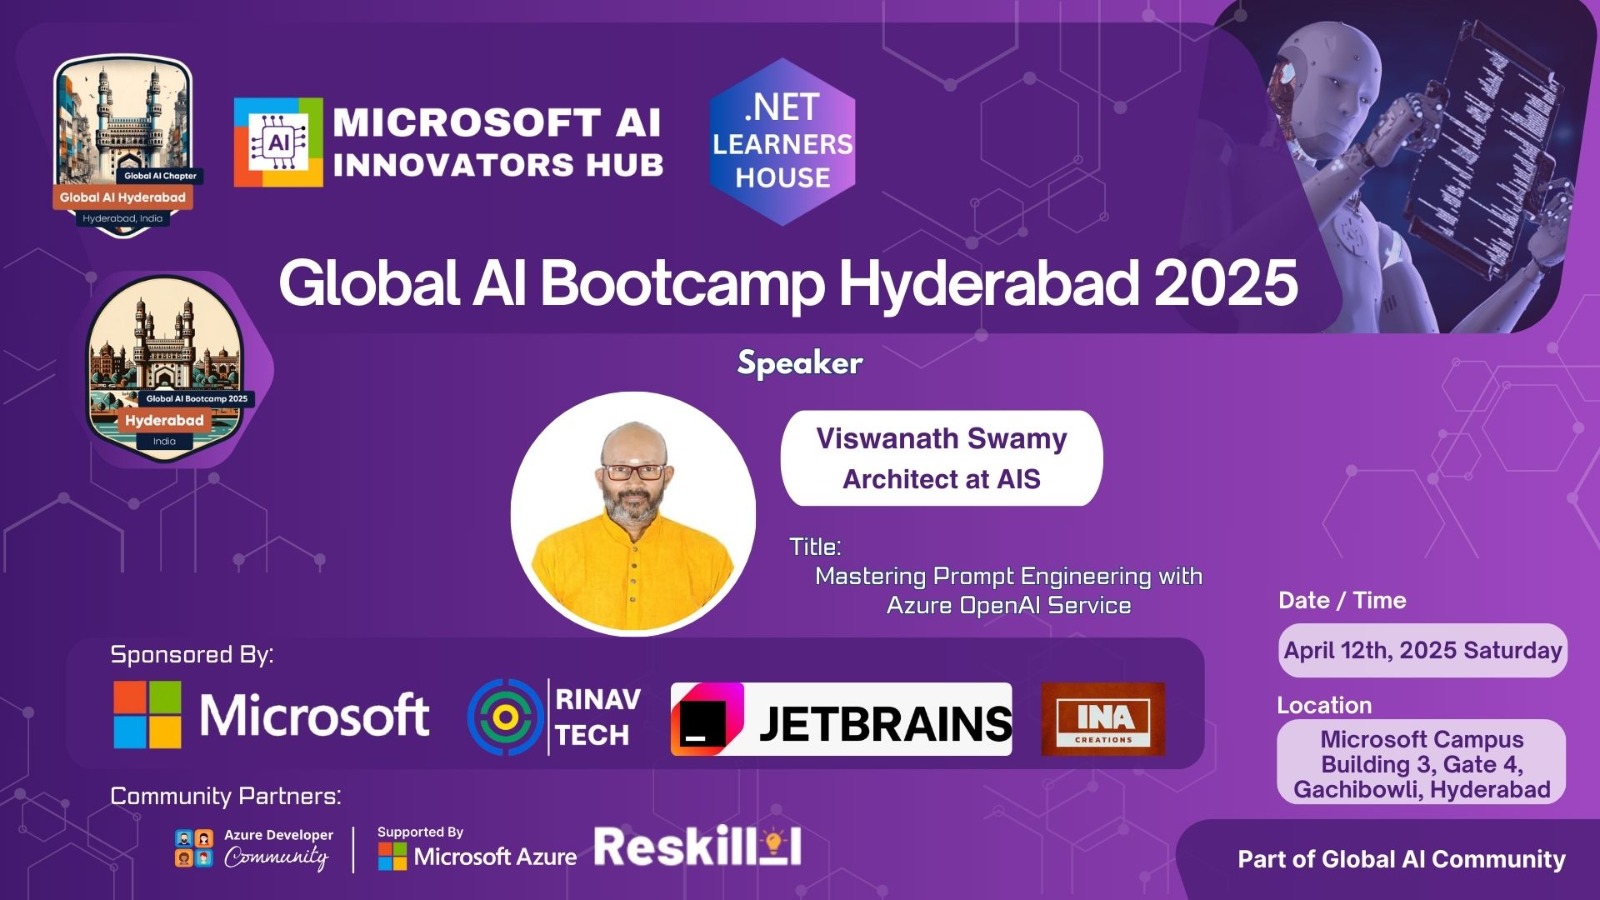 Global AI Chapter
Global AI Hyderabad
Hyderabad, India
AI
MICROSOFT AI
INNOVATORS HUB
.NET
LEARNERS
HOUSE
Global AI Bootcamp Hyderabad 2025
Global AI Bootcamp 2025
Hyderabad
India
Speaker
Viswanath Swamy
Architect at AIS
Title:
Mastering Prompt Engineering with
Azure OpenAI Service
Date / Time
April 12th, 2025 Saturday
Location
Microsoft Campus
Building 3, Gate 4,
Gachibowli, Hyderabad
Sponsored By:
Microsoft
RINAV
TECH
JETBRAINS
INA
CREATIONS
Community Partners:
Azure Developer
Community
Supported By
Microsoft Azure
Reskilll
Part of Global AI Community